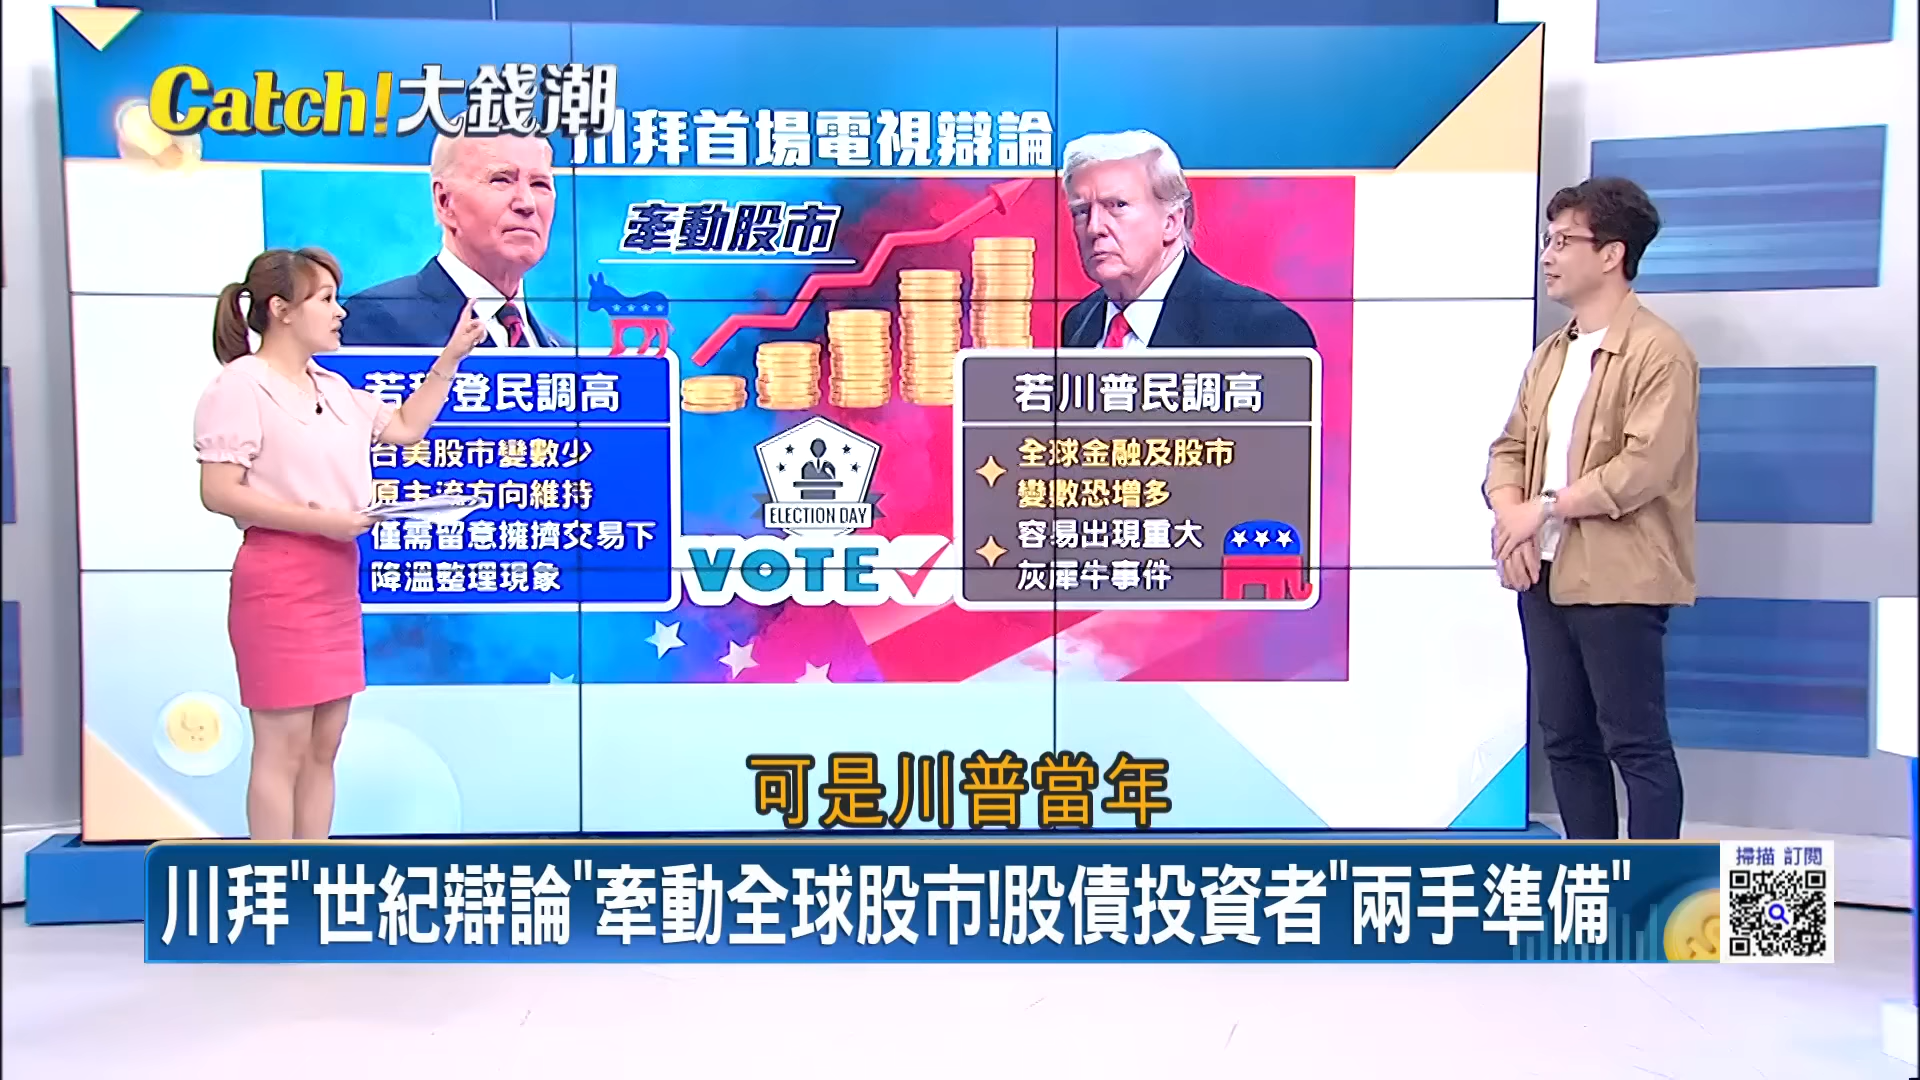 Catch!大錢潮
川拜首場電視辯論
牽動股市
若拜登民調高
台美股市變數少
原主流方向維持
僅需留意擁擠交易下
降溫整理現象
ELECTION DAY
VOTE
若川普民調高
全球金融及股市
變數恐增多
容易出現重大
灰犀牛事件
可是川普當年
川拜"世紀辯論"牽動全球股市!股債投資者"兩手準備"
掃描 訂閱